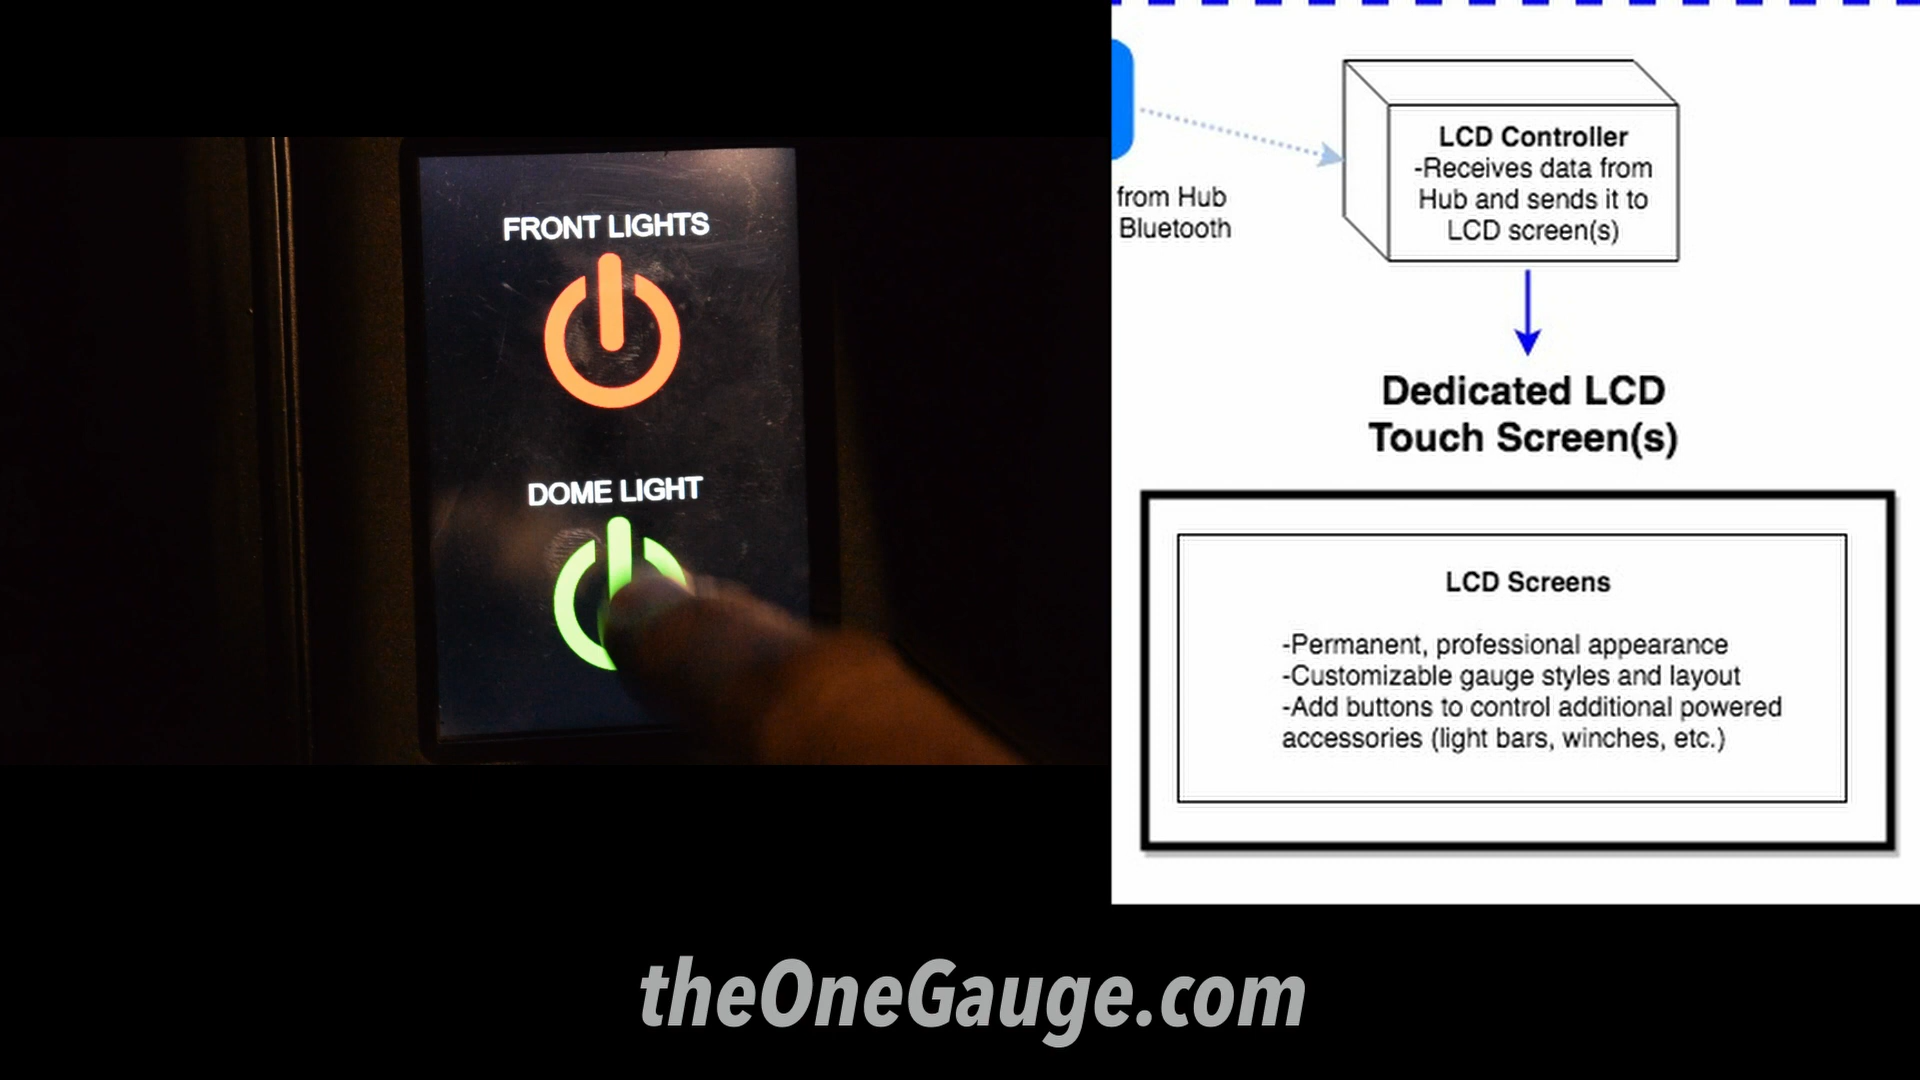 FRONT LIGHTS
DOME LIGHT
from Hub
Bluetooth
LCD Controller
-Receives data from
Hub and sends it to
LCD screen(s)
Dedicated LCD
Touch Screen(s)
LCD Screens
-Permanent, professional appearance
-Customizable gauge styles and layout
-Add buttons to control additional powered
accessories (light bars, winches, etc.)
theOneGauge.com